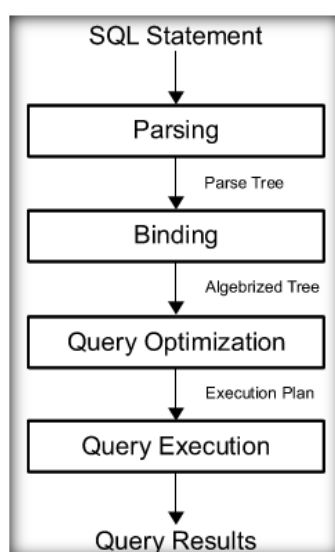 SQL Statement
Parsing
Parse Tree
Binding
Algebrized Tree
Query Optimization
Execution Plan
Query Execution
Query Results